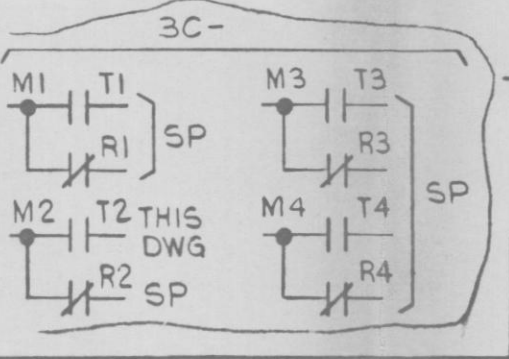 3C-
M1 T1
R1
SP
M2 T2 THIS
DWG
R2 SP
M3 T3
R3
M4 T4
R4
SP